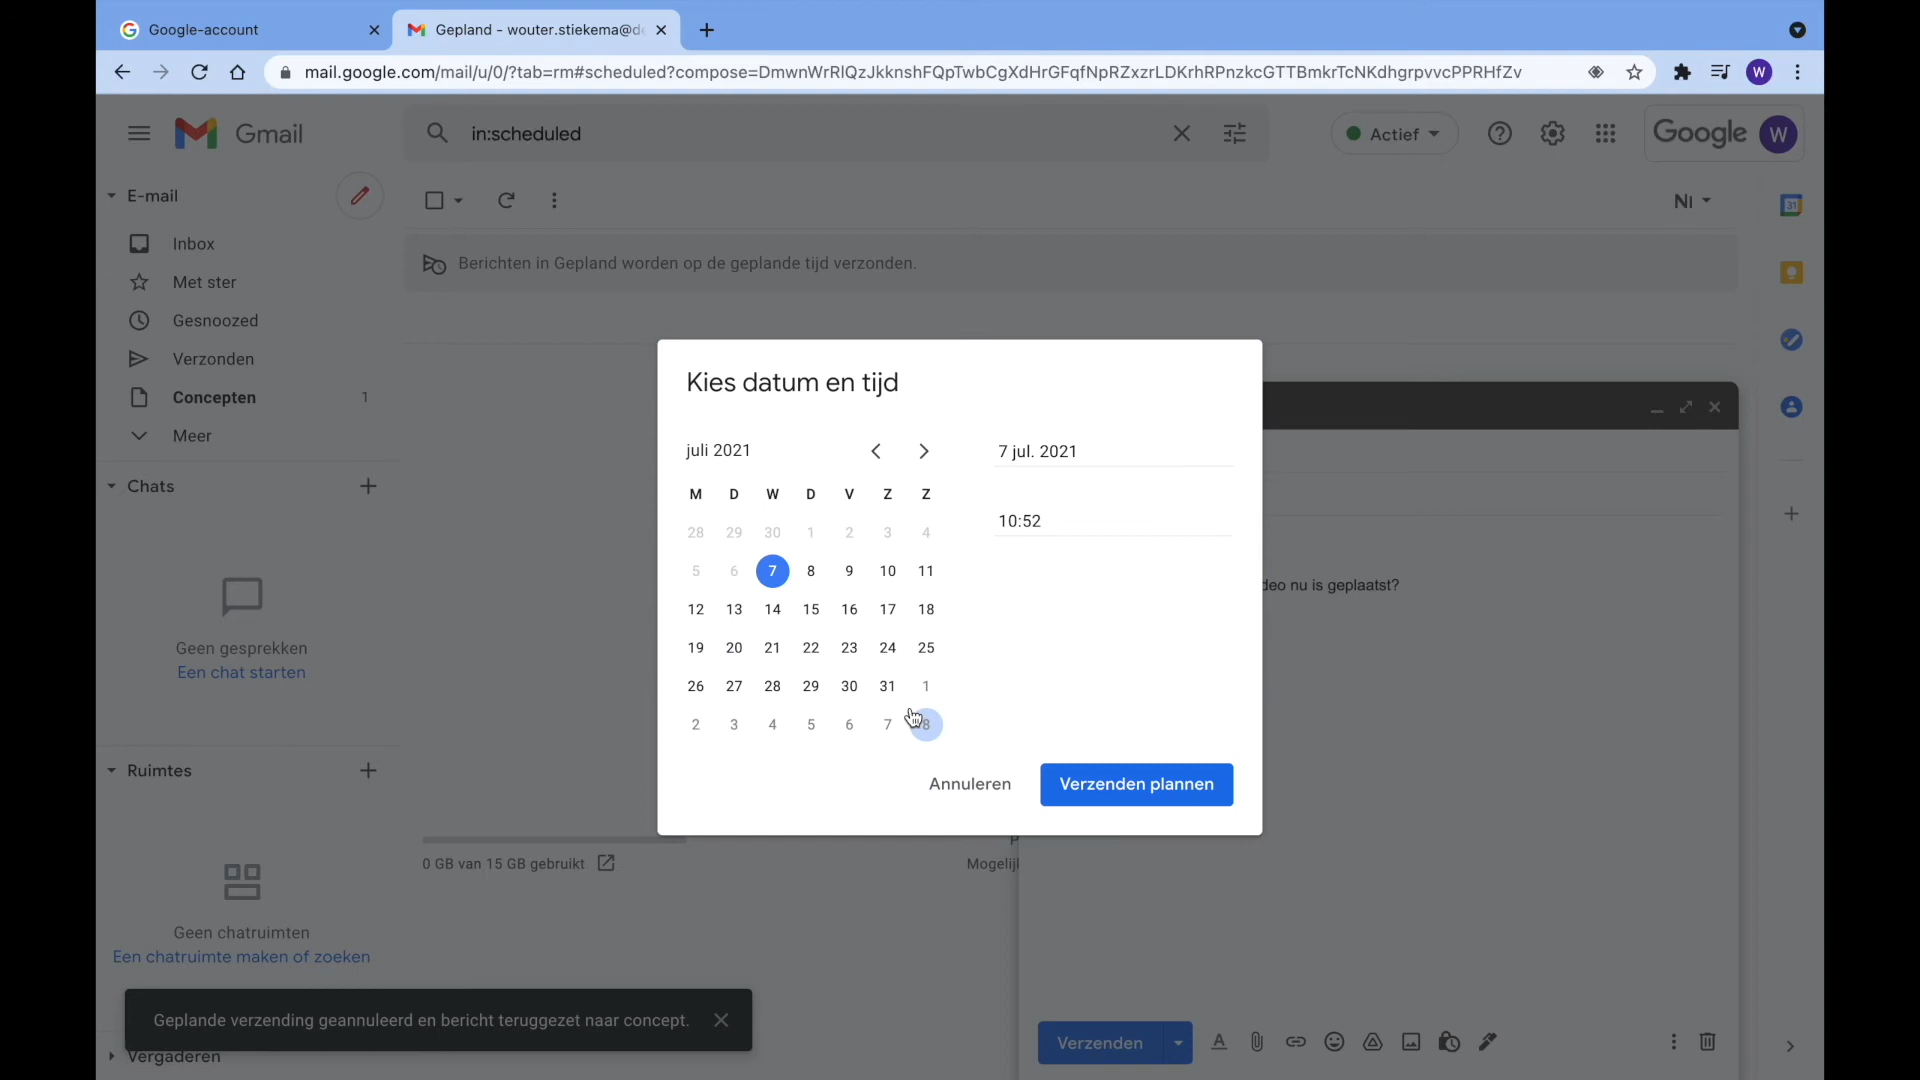 Google-account
Gepland - wouter.stiekema@de
mail.google.com/mail/u/0/?tab=rm#scheduled?compose=DmwnWrRlQzJkknshFQpTwbCgXdHrGFqfNpRZxzrLDKrhRPnzkcGTTBmkrTcNKdhgrpvvcPPRHfZv
W
Gmail
in:scheduled
Actief
Google
W
E-mail
Nl
31
Inbox
Berichten in Gepland worden op de geplande tijd verzonden.
Met ster
Gesnoozed
Verzonden
Concepten 1
Meer
Kies datum en tijd
juli 2021
7 jul. 2021
M D W D V Z Z
28 29 30 1 2 3 4
10:52
5 6 7 8 9 10 11
12 13 14 15 16 17 18
19 20 21 22 23 24 25
26 27 28 29 30 31 1
2 3 4 5 6 7 8
deo nu is geplaatst?
Annuleren
Verzenden plannen
Chats
Geen gesprekken
Een chat starten
Ruimtes
0 GB van 15 GB gebruikt
Mogelijk
Geen chatruimten
Een chatruimte maken of zoeken
Geplande verzending geannuleerd en bericht teruggezet naar concept.
Vergaderen
Verzenden